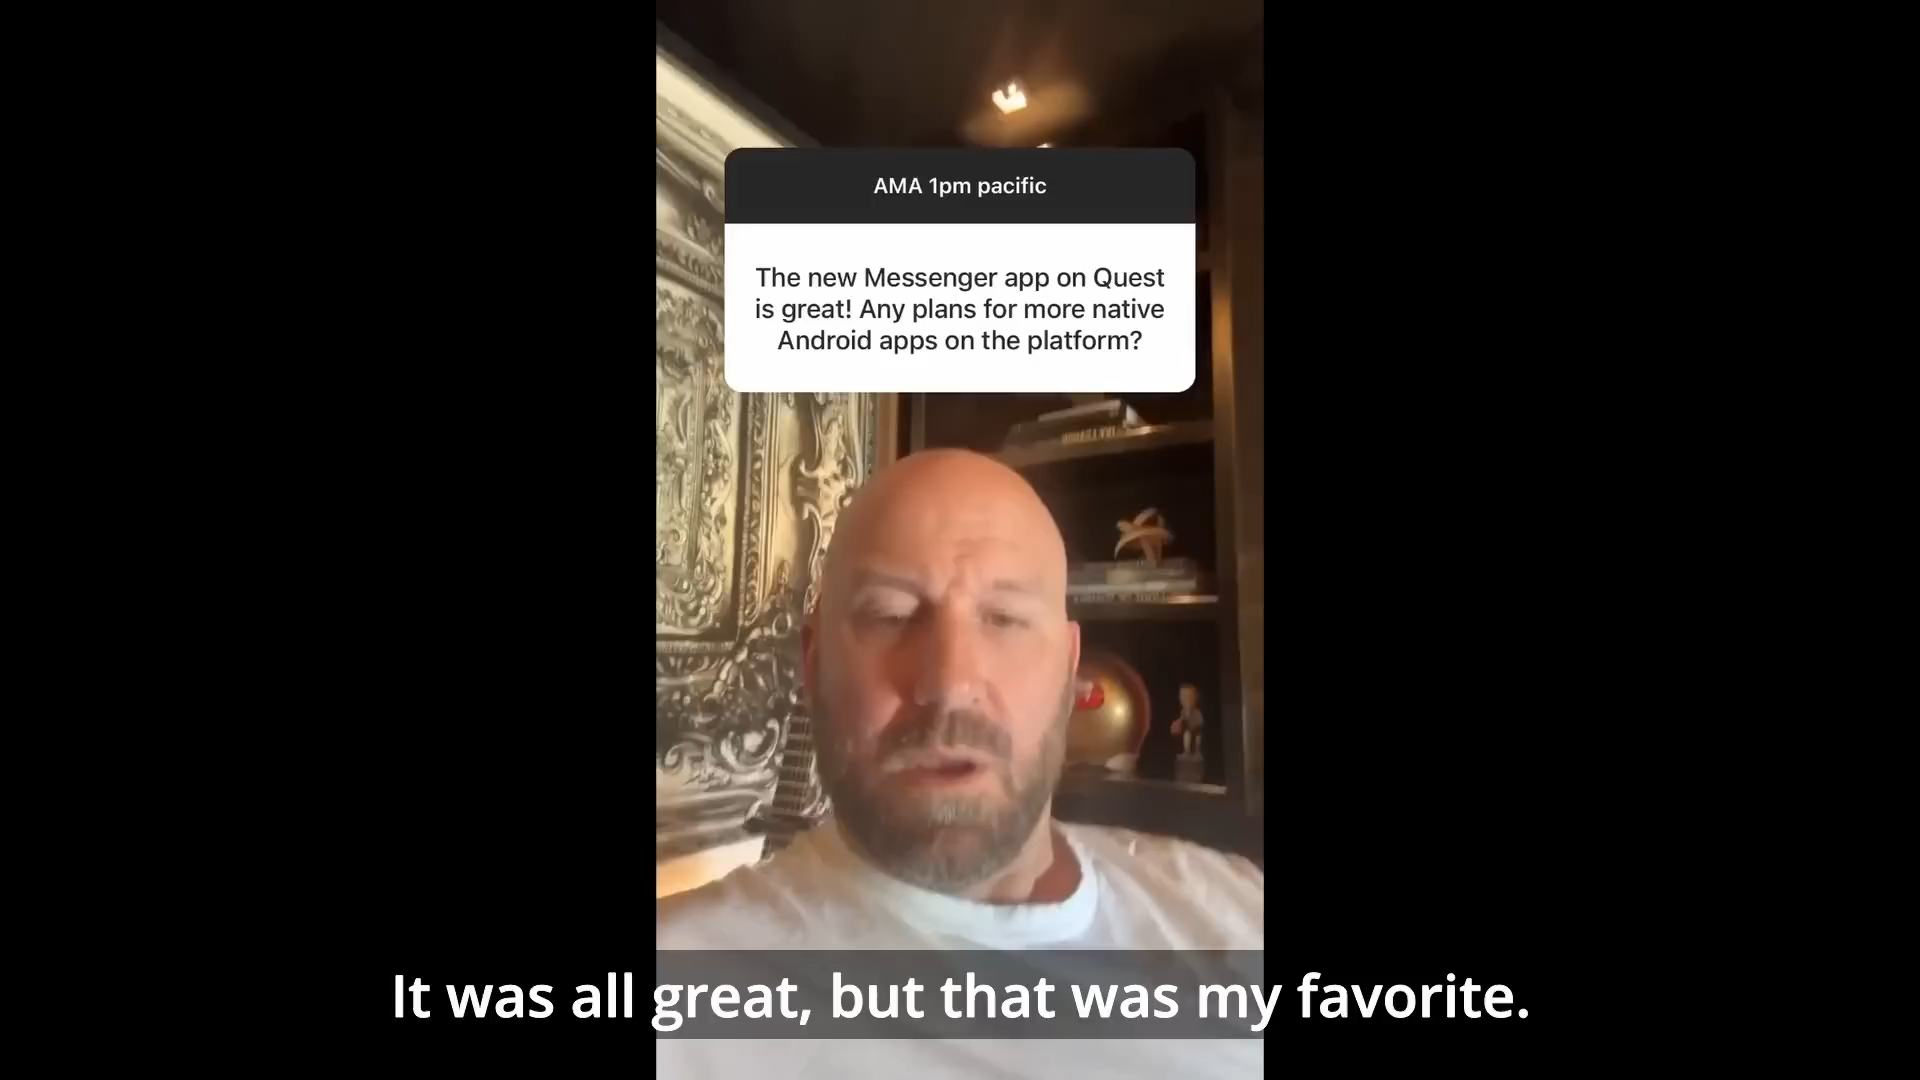 AMA 1pm pacific
The new Messenger app on Quest
is great! Any plans for more native
Android apps on the platform?
It was all great, but that was my favorite.